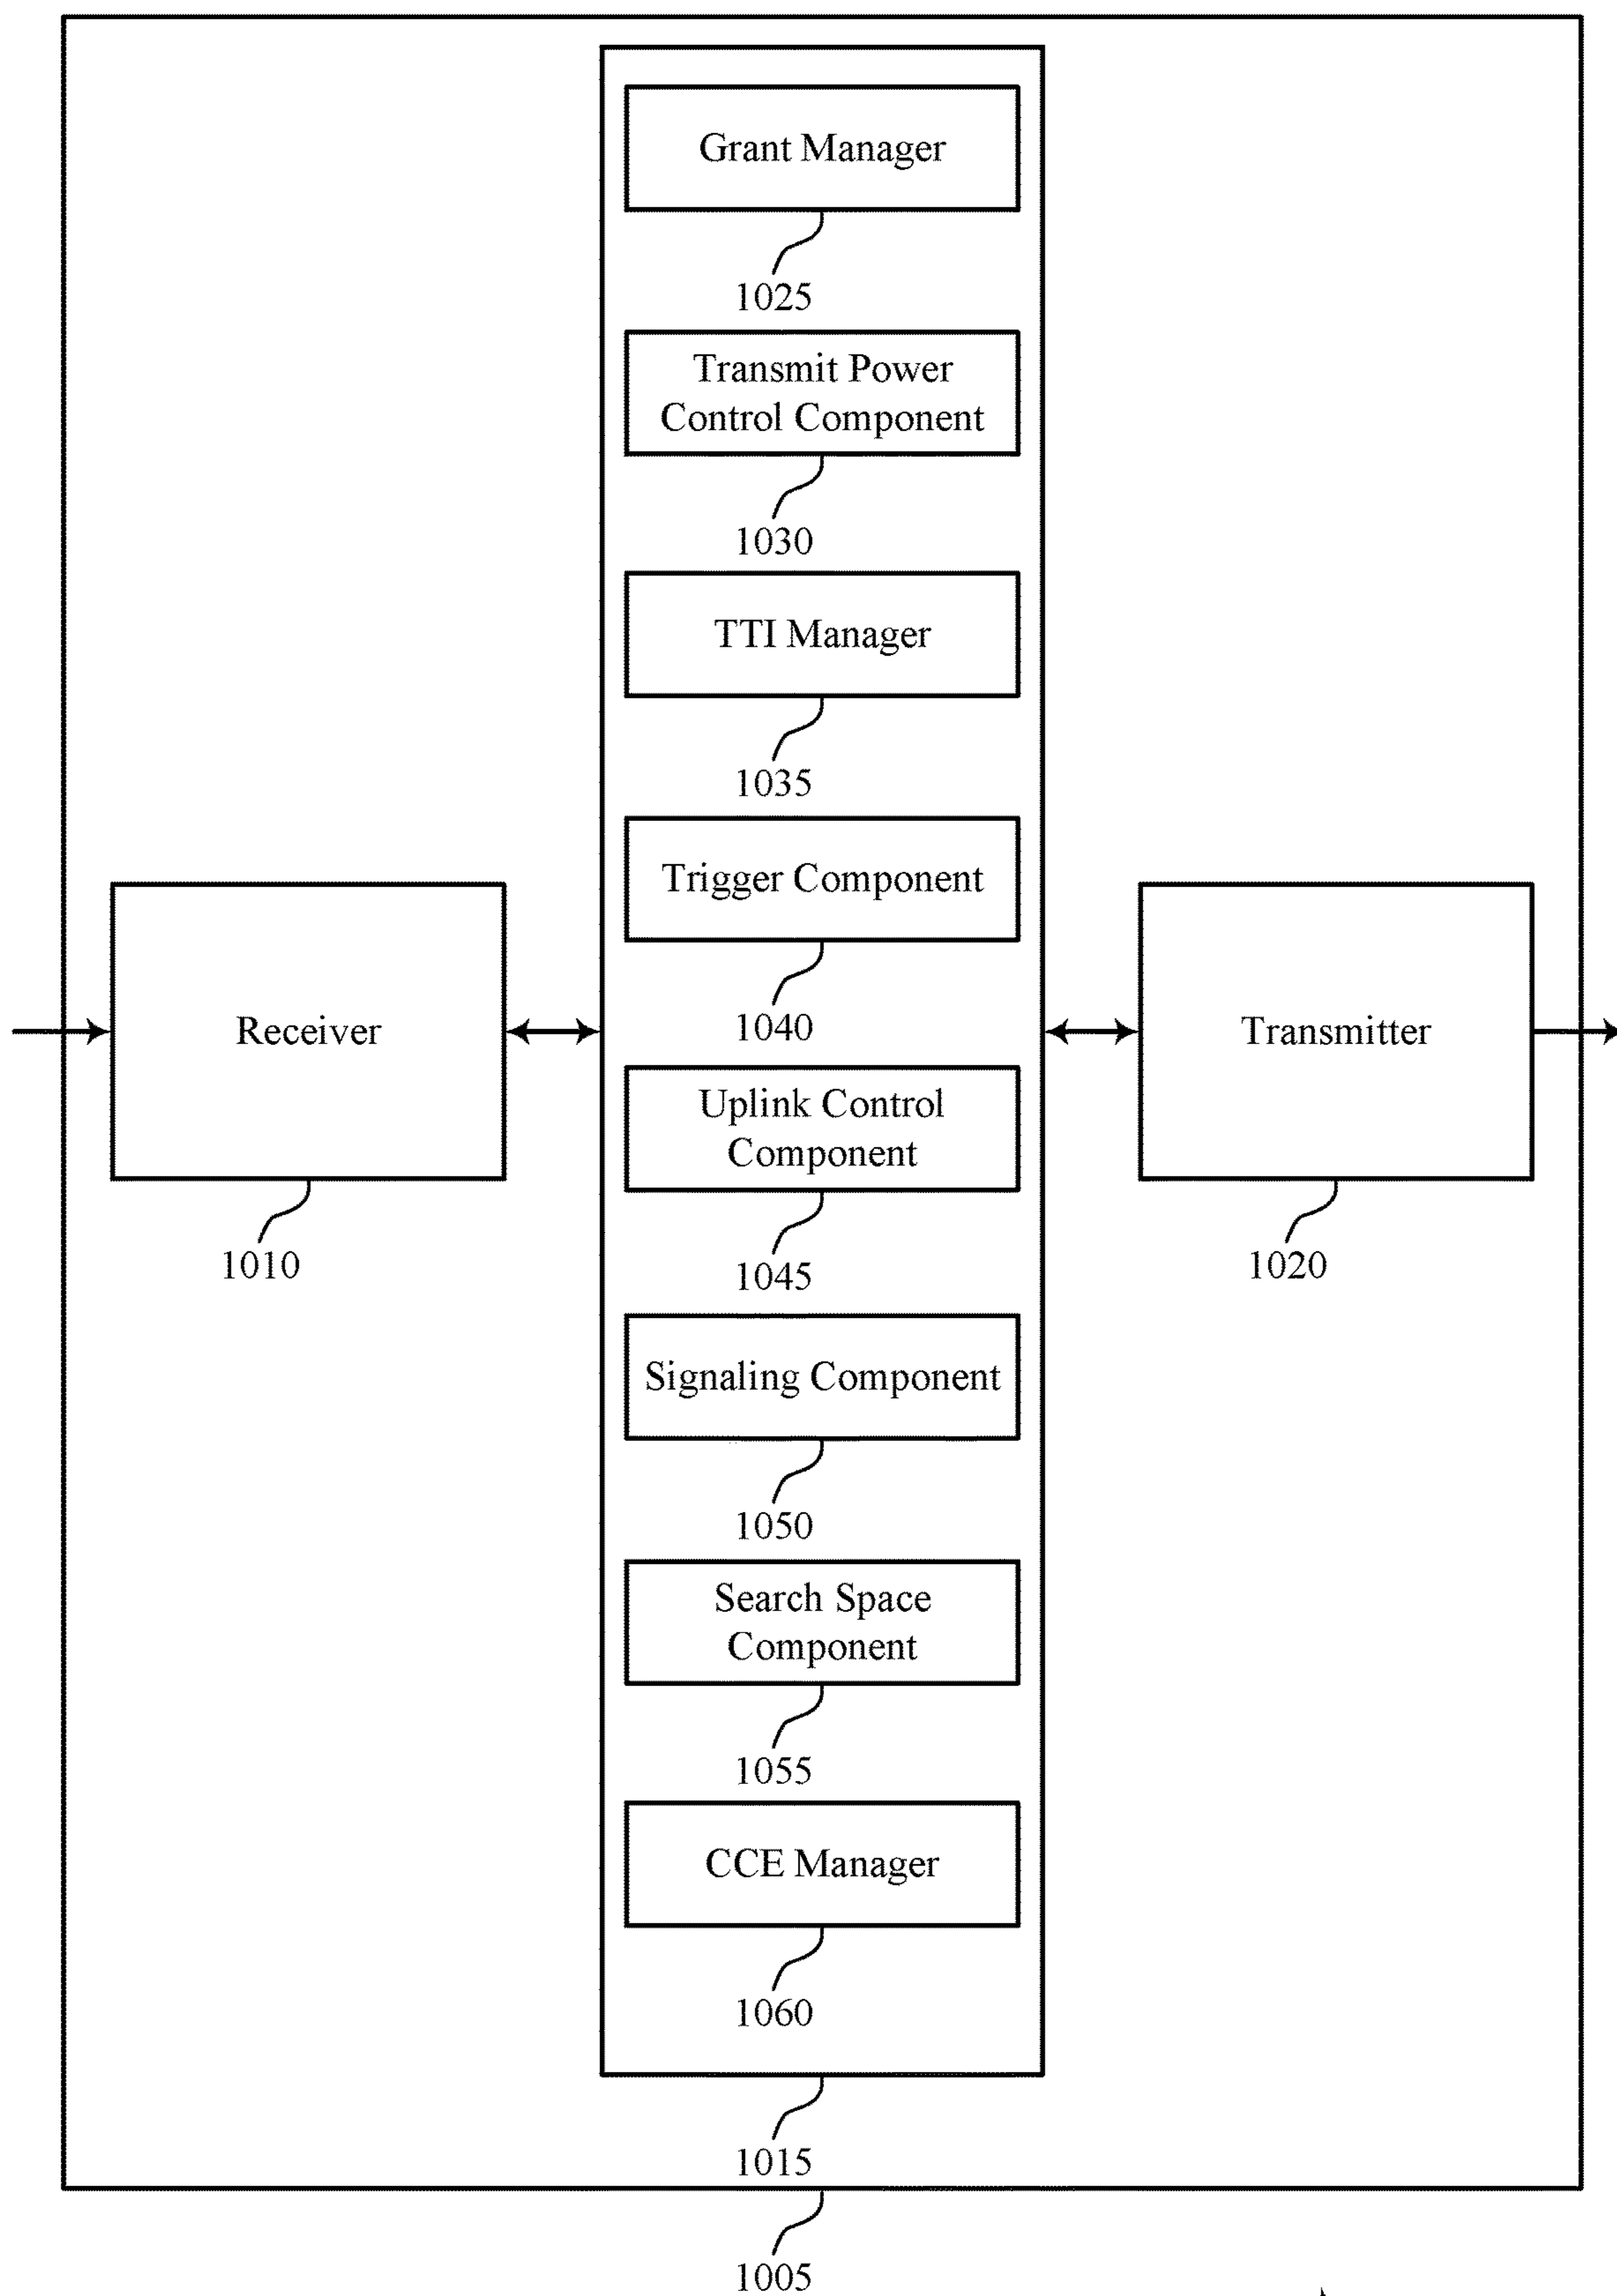 Grant Manager
1025
Transmit Power
Control Component
1030
TTI Manager
1035
Trigger Component
1040
Receiver
1010
Transmitter
1020
Uplink Control
Component
1045
Signaling Component
1050
Search Space
Component
1055
CCE Manager
1060
1015
1005